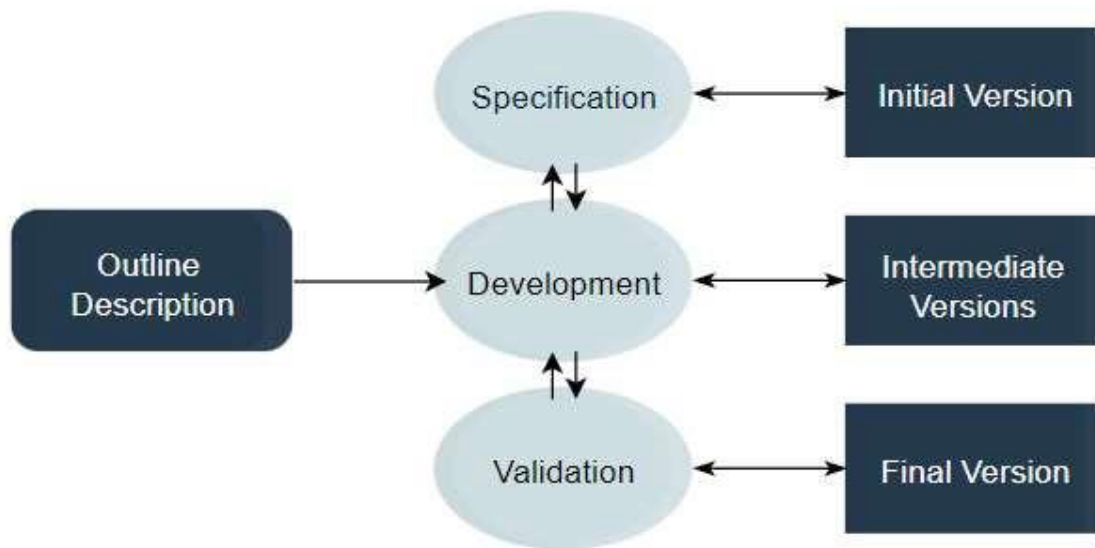 Specification
Initial Version
Outline
Description
Development
Intermediate
Versions
Validation
Final Version